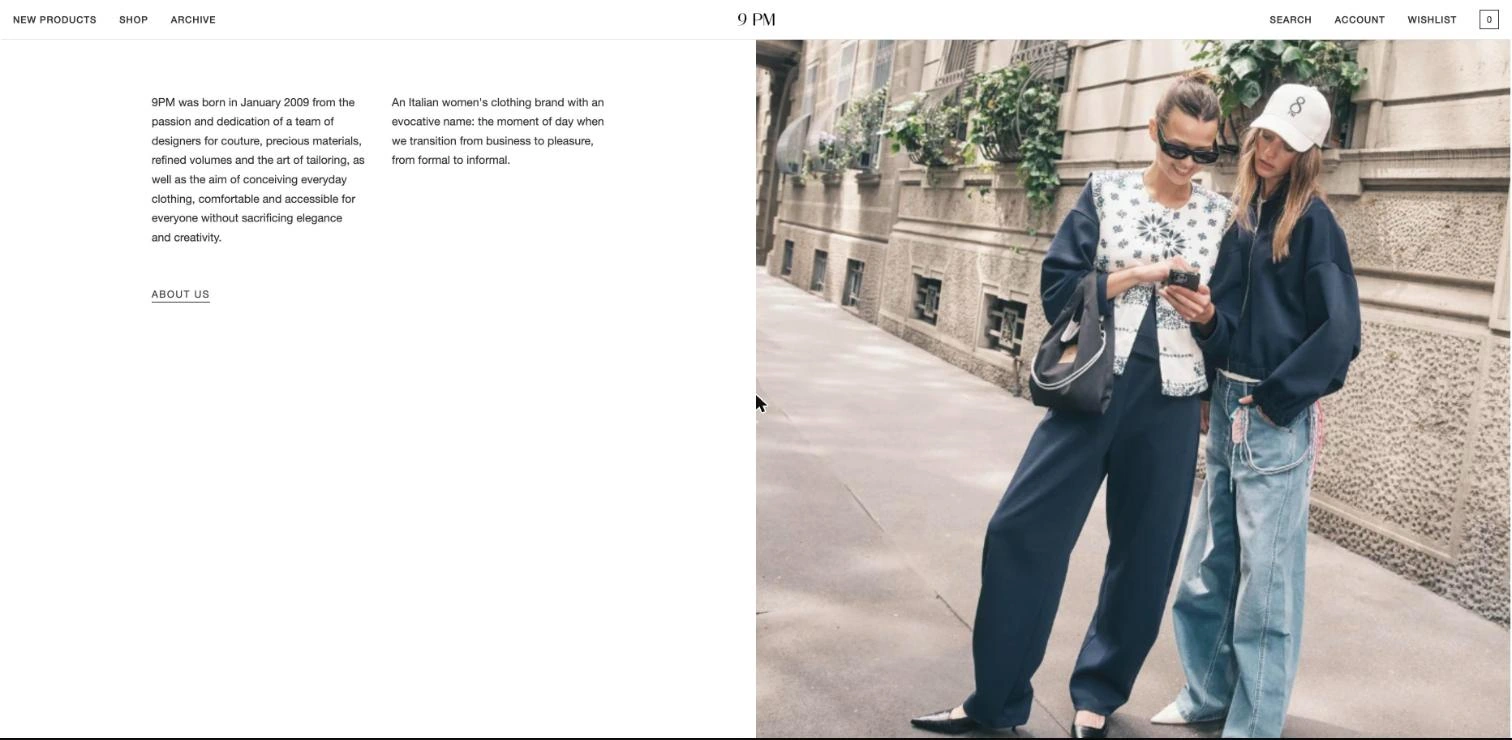 NEW PRODUCTS SHOP ARCHIVE 9 PM SEARCH ACCOUNT WISHLIST 0
9PM was born in January 2009 from the
passion and dedication of a team of
designers for couture, precious materials,
refined volumes and the art of tailoring, as
well as the aim of conceiving everyday
clothing, comfortable and accessible for
everyone without sacrificing elegance
and creativity.
An Italian women's clothing brand with an
evocative name: the moment of day when
we transition from business to pleasure,
from formal to informal.
ABOUT US